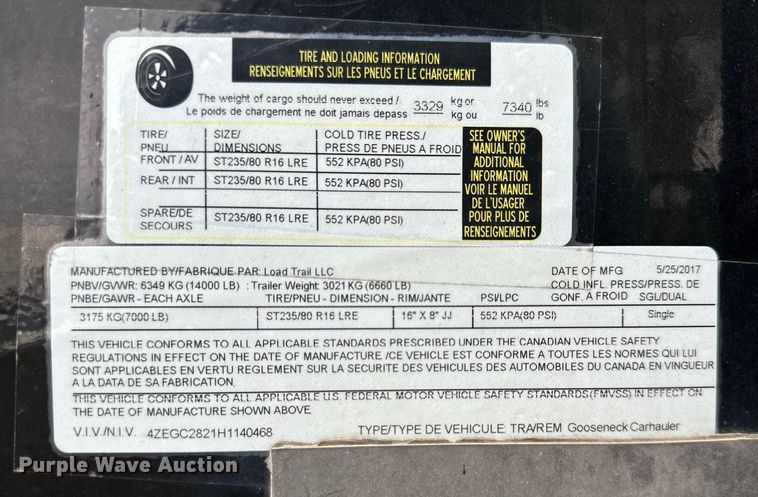 TIRE AND LOADING INFORMATION
RENSEIGNEMENTS SUR LES PNEUS ET LE CHARGEMENT
The weight of cargo should never exceed / 3329 kg or 7340 lbs
Le poids de chargement ne doit jamais depass kg ou lb
TIRE/ SIZE/ COLD TIRE PRESS./
PNEU DIMENSIONS PRESS DE PNEUS A FROID
FRONT / AV ST235/80 R16 LRE 552 KPA(80 PSI)
REAR / INT ST235/80 R16 LRE 552 KPA(80 PSI)
SPARE/DE SECOURS ST235/80 R16 LRE 552 KPA(80 PSI)
SEE OWNER'S
MANUAL FOR
ADDITIONAL
INFORMATION
VOIR LE MANUEL
DE L'USAGER
POUR PLUS DE
RENSEIGNEMENTS
MANUFACTURED BY/FABRIQUE PAR: Load Trail LLC DATE OF MFG 5/25/2017
PNBV/GVWR: 6349 KG (14000 LB) : Trailer Weight: 3021 KG (6660 LB) COLD INFL. PRESS/PRESS. DE
PNBE/GAWR - EACH AXLE TIRE/PNEU - DIMENSION - RIM/JANTE PSI/LPC GONF. A FROID SGL/DUAL
3175 KG(7000 LB) ST235/80 R16 LRE 16" X 8" JJ 552 KPA(80 PSI) Single
THIS VEHICLE CONFORMS TO ALL APPLICABLE STANDARDS PRESCRIBED UNDER THE CANADIAN VEHICLE SAFETY
REGULATIONS IN EFFECT ON THE DATE OF MANUFACTURE /CE VEHICLE EST CONFORME A TOUTES LES NORMES QUI LUI
SONT APPLICABLES EN VERTU REGLEMENT SUR LA SECURITE DES VEHICULES DES AUTOMOBILES DU CANADA EN VINGUEUR
A LA DATA DE SA FABRICATION.
THIS VEHICLE CONFORMS TO ALL APPLICABLE U.S. FEDERAL MOTOR VEHICLE SAFETY STANDARDS(FMVSS) IN EFFECT ON
THE DATE OF MANUFACTURE SHOWN ABOVE.
V.I.V./N.I.V. 4ZEGC2821H1140468 TYPE/TYPE DE VEHICULE: TRA/REM Gooseneck Carhauler
Purple Wave Auction